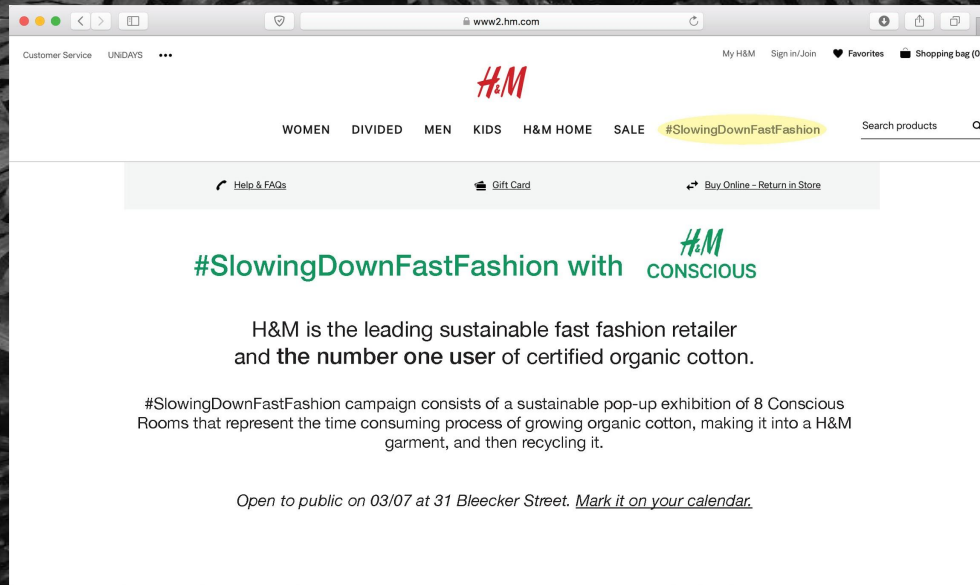 www2.hm.com
Customer Service UNiDAYS •••
My H&M Sign in/Join Favorites Shopping bag (0
H&M
WOMEN DIVIDED MEN KIDS H&M HOME SALE #SlowingDownFastFashion
Search products
Help & FAQs Gift Card Buy Online – Return in Store
#SlowingDownFastFashion with H&M CONSCIOUS
H&M is the leading sustainable fast fashion retailer
and the number one user of certified organic cotton.
#SlowingDownFastFashion campaign consists of a sustainable pop-up exhibition of 8 Conscious
Rooms that represent the time consuming process of growing organic cotton, making it into a H&M
garment, and then recycling it.
Open to public on 03/07 at 31 Bleecker Street. Mark it on your calendar.